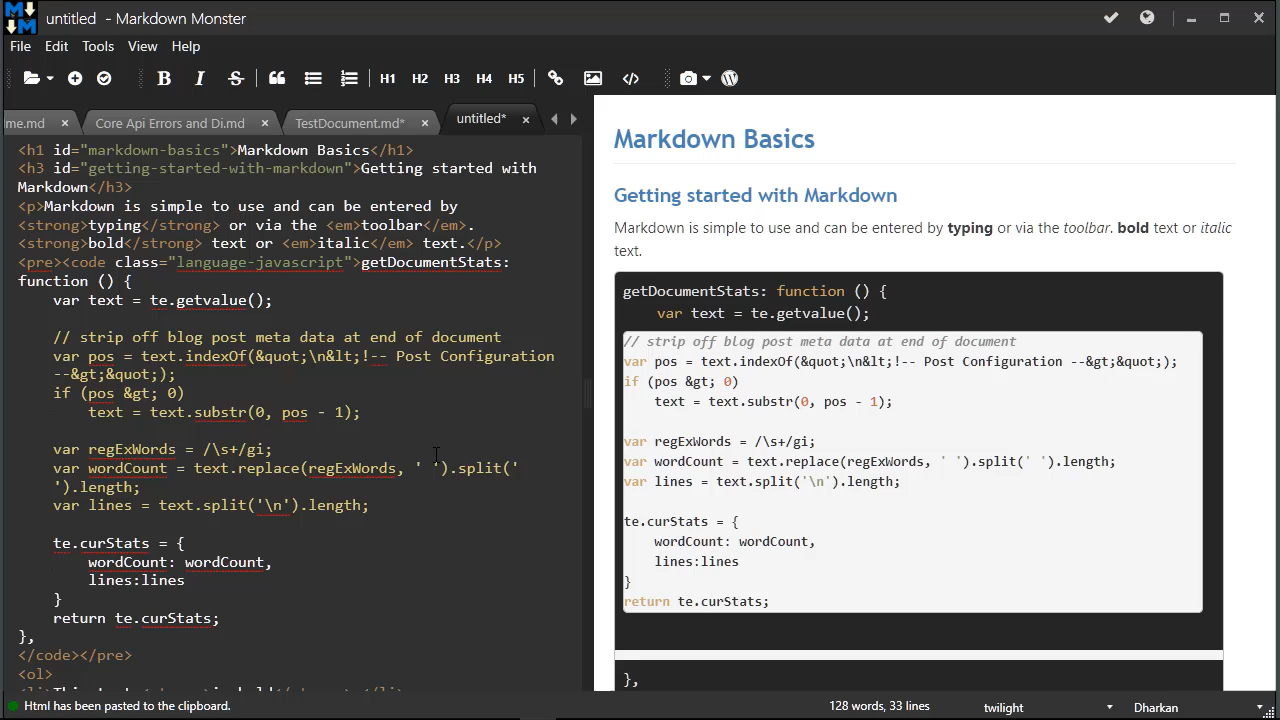 untitled  - Markdown Monster
File Edit Tools View Help
B I S H1 H2 H3 H4 H5
me.md Core Api Errors and Di.md TestDocument.md* untitled*
<h1 id="markdown-basics">Markdown Basics</h1>
<h3 id="getting-started-with-markdown">Getting started with
Markdown</h3>
<p>Markdown is simple to use and can be entered by
<strong>typing</strong> or via the <em>toolbar</em>.
<strong>bold</strong> text or <em>italic</em> text.</p>
<pre><code class="language-javascript">getDocumentStats:
function () {
    var text = te.getvalue();
    // strip off blog post meta data at end of document
    var pos = text.indexOf(&quot;\n&lt;!-- Post Configuration
    --&gt;&quot;);
    if (pos &gt; 0)
        text = text.substr(0, pos - 1);
    var regExWords = /\s+/gi;
    var wordCount = text.replace(regExWords, ' ').split('
    ').length;
    var lines = text.split('\n').length;
    te.curStats = {
        wordCount: wordCount,
        lines:lines
    }
    return te.curStats;
},
</code></pre>
<ol>
Markdown Basics
Getting started with Markdown
Markdown is simple to use and can be entered by typing or via the toolbar. bold text or italic
text.
getDocumentStats: function () {
    var text = te.getvalue();
// strip off blog post meta data at end of document
var pos = text.indexOf(&quot;\n&lt;!-- Post Configuration --&gt;&quot;);
if (pos &gt; 0)
    text = text.substr(0, pos - 1);
var regExWords = /\s+/gi;
var wordCount = text.replace(regExWords, ' ').split(' ').length;
var lines = text.split('\n').length;
te.curStats = {
    wordCount: wordCount,
    lines:lines
}
return te.curStats;
},
Html has been pasted to the clipboard. 128 words, 33 lines twilight Dharkan